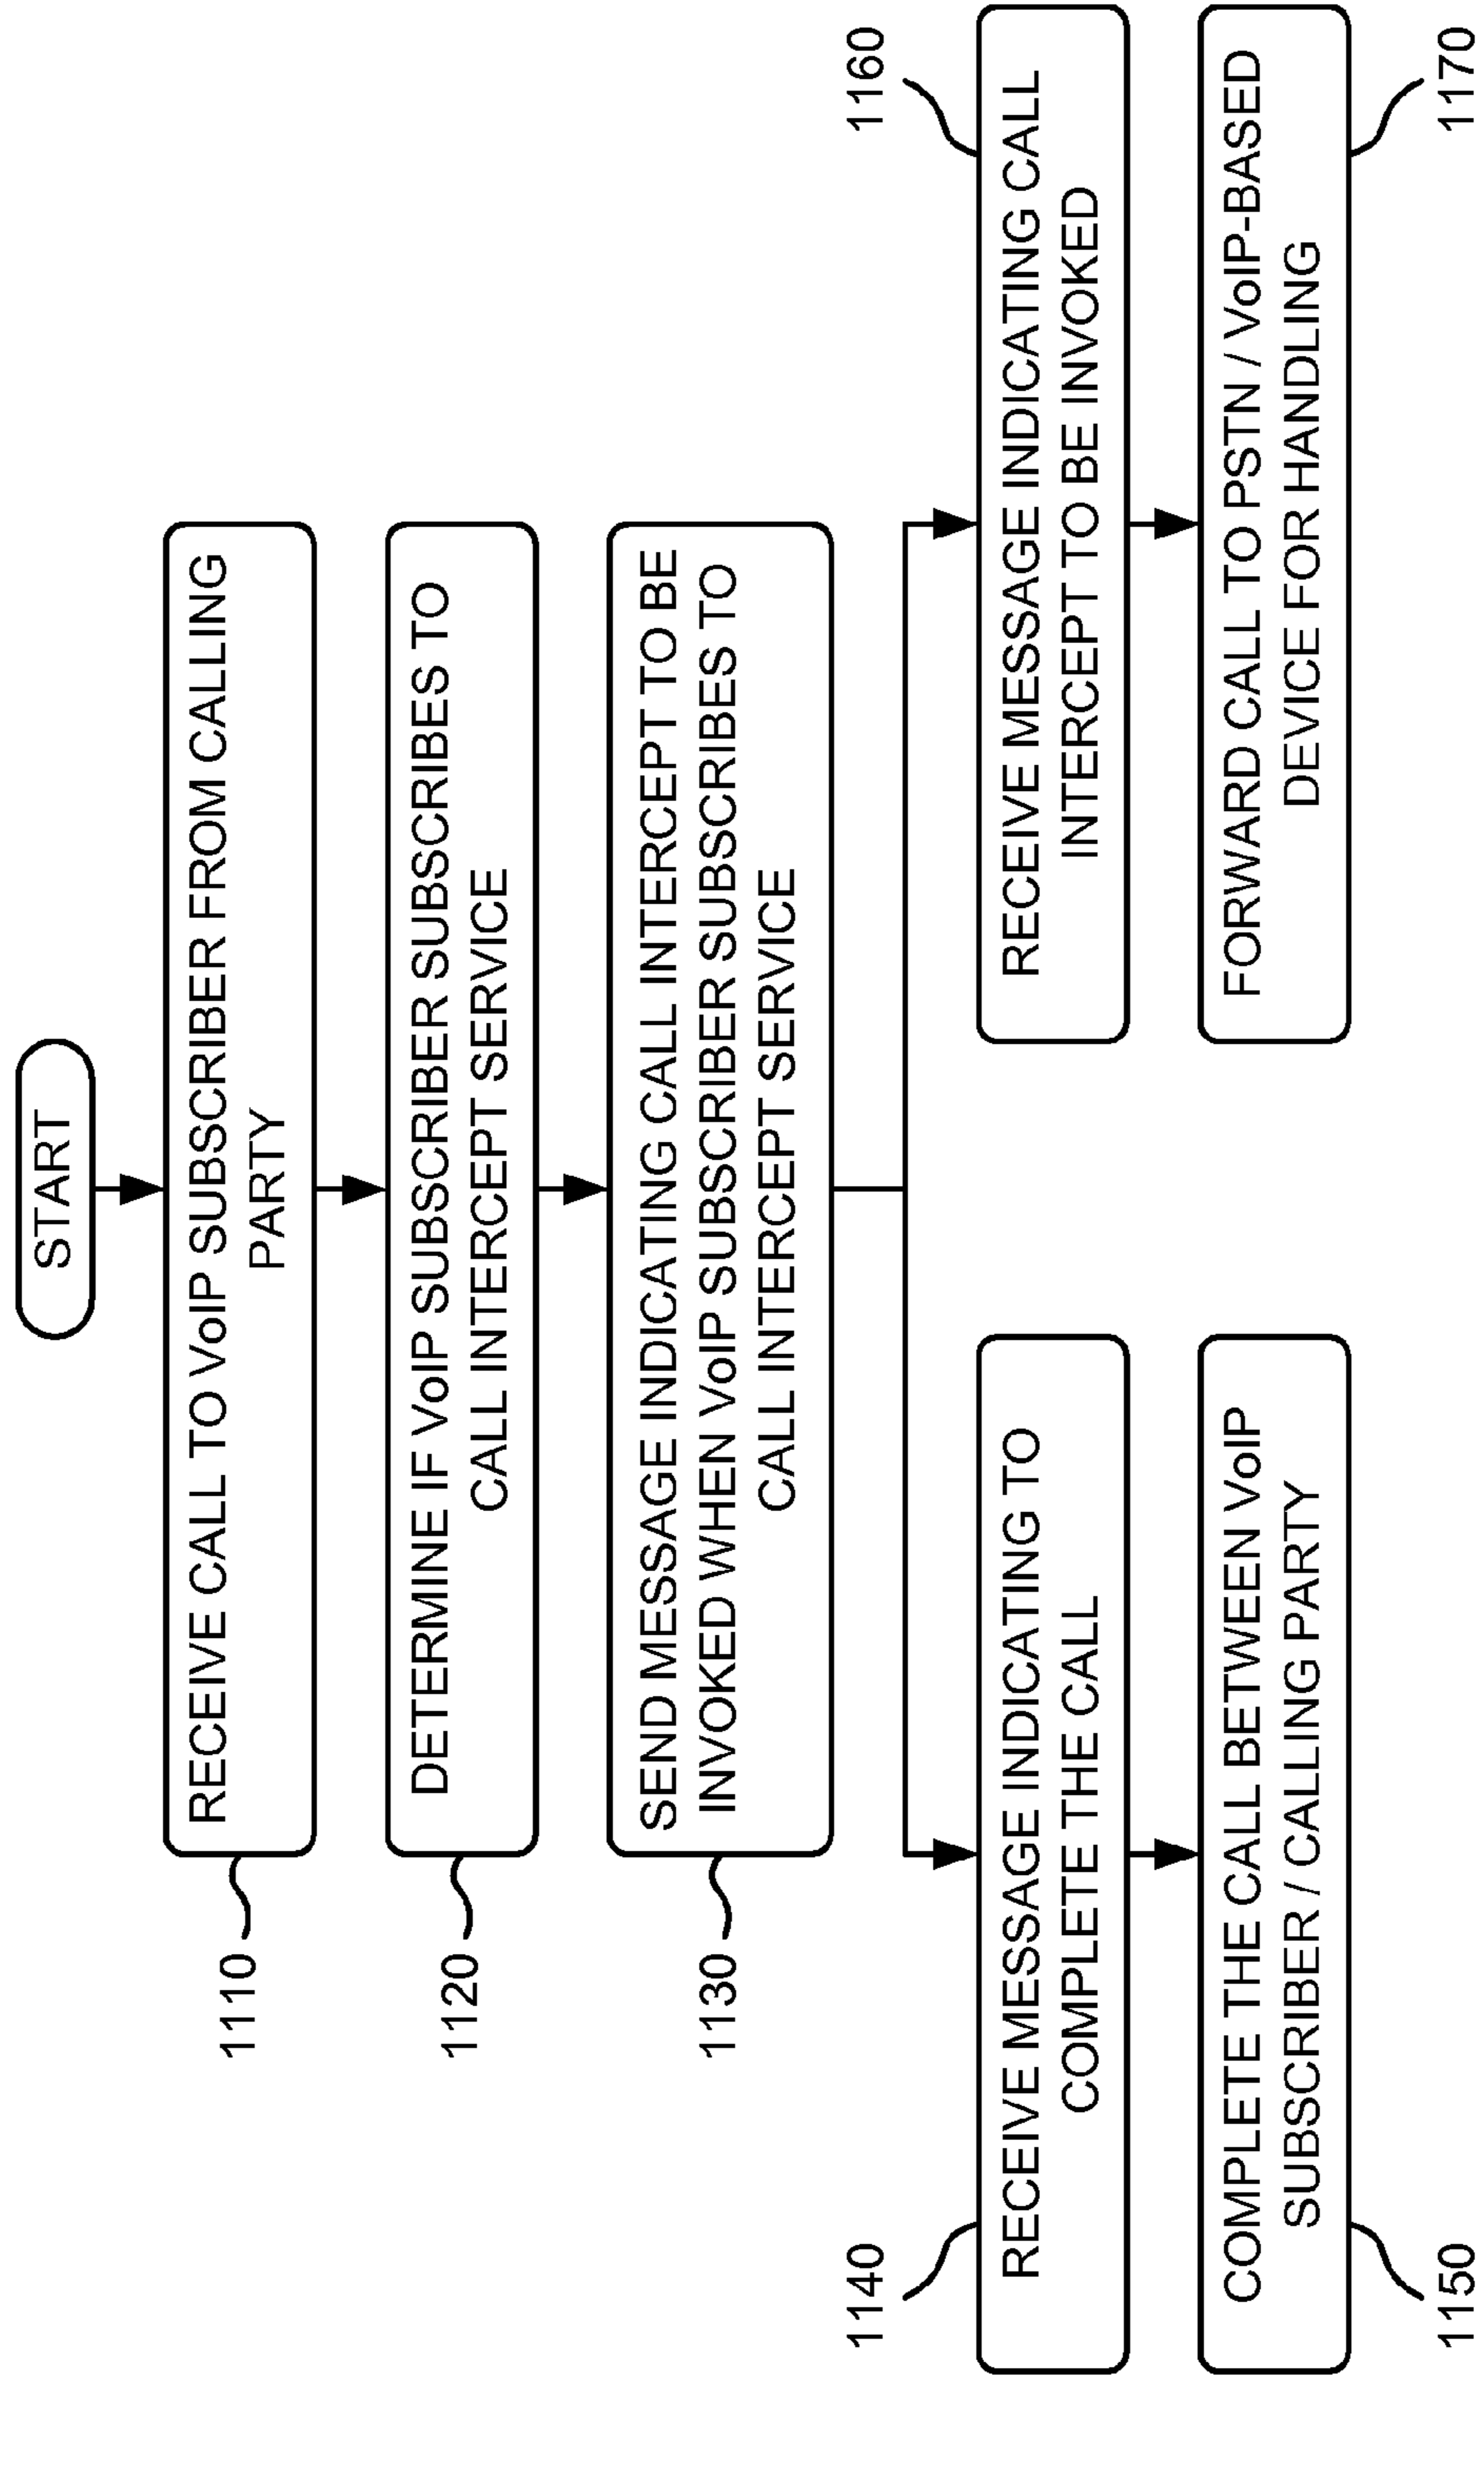 START
RECEIVE CALL TO VoIP SUBSCRIBER FROM CALLING
PARTY
1110
DETERMINE IF VoIP SUBSCRIBER SUBSCRIBES TO
CALL INTERCEPT SERVICE
1120
SEND MESSAGE INDICATING CALL INTERCEPT TO BE
INVOKED WHEN VoIP SUBSCRIBER SUBSCRIBES TO
CALL INTERCEPT SERVICE
1130
1140
RECEIVE MESSAGE INDICATING TO
COMPLETE THE CALL
COMPLETE THE CALL BETWEEN VoIP
SUBSCRIBER / CALLING PARTY
1150
1160
RECEIVE MESSAGE INDICATING CALL
INTERCEPT TO BE INVOKED
FORWARD CALL TO PSTN / VoIP-BASED
DEVICE FOR HANDLING
1170